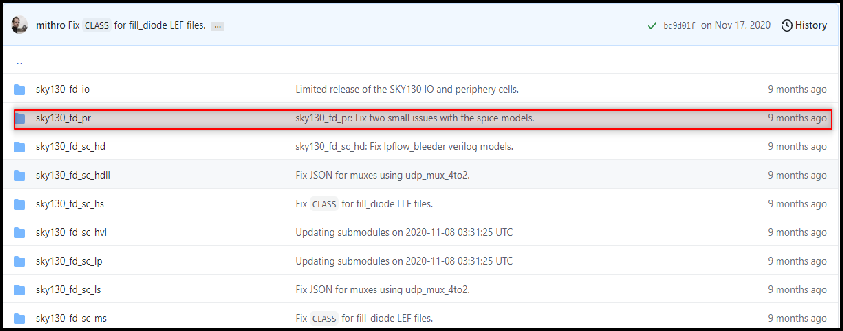 mithro Fix CLASS for fill_diode LEF files. ... bc9d01f on Nov 17, 2020 History
..
sky130_fd_io Limited release of the SKY130 IO and periphery cells. 9 months ago
sky130_fd_pr sky130_fd_pr: Fix two small issues with the spice models. 9 months ago
sky130_fd_sc_hd sky130_fd_sc_hd: Fix lpflow_bleeder verilog models. 9 months ago
sky130_fd_sc_hdll Fix JSON for muxes using udp_mux_4to2. 9 months ago
sky130_fd_sc_hs Fix CLASS for fill_diode LEF files. 9 months ago
sky130_fd_sc_hvl Updating submodules on 2020-11-08 03:31:25 UTC 9 months ago
sky130_fd_sc_lp Updating submodules on 2020-11-08 03:31:25 UTC 9 months ago
sky130_fd_sc_ls Fix JSON for muxes using udp_mux_4to2. 9 months ago
sky130_fd_sc_ms Fix CLASS for fill_diode LEF files. 9 months ago